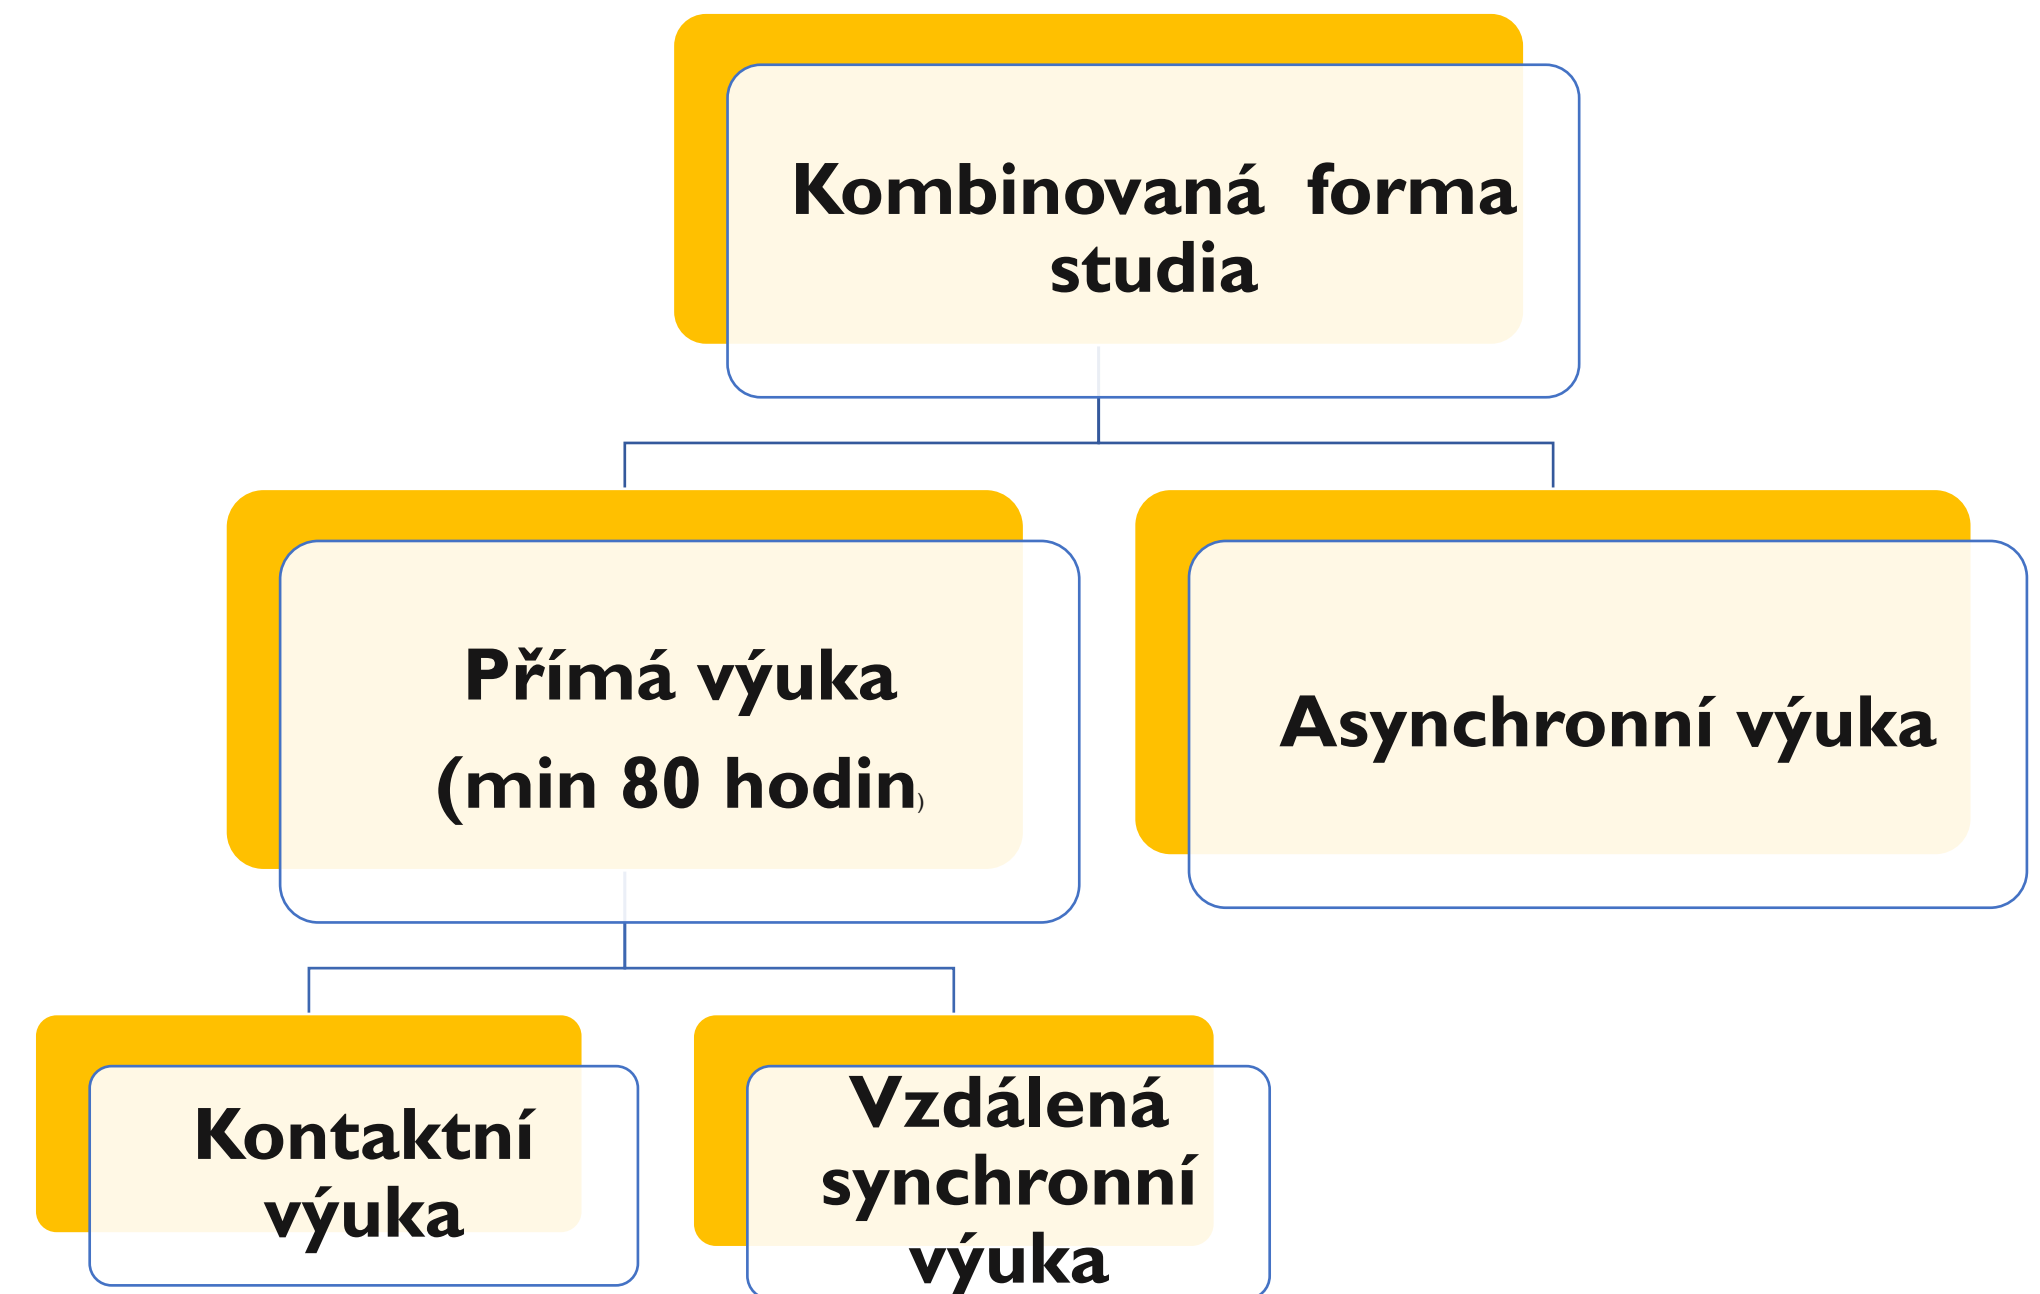 Kombinovaná forma
studia
Přímá výuka
(min 80 hodin)
Asynchronní výuka
Kontaktní
výuka
Vzdálená
synchronní
výuka